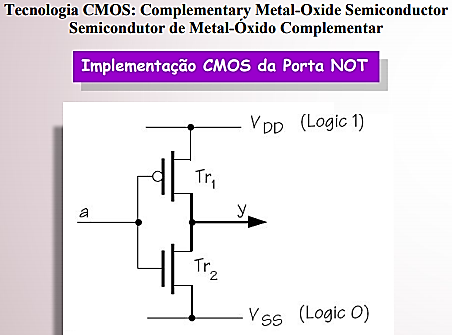 Tecnologia CMOS: Complementary Metal-Oxide Semiconductor
Semicondutor de Metal-Óxido Complementar
Implementação CMOS da Porta NOT
VDD (Logic 1)
Tr1
a
y
Tr2
VSS (Logic 0)